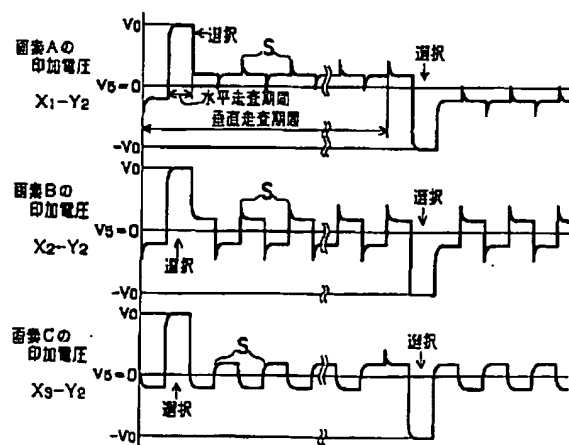 V0
画素Aの
印加電圧
選択
S
選択
V5=0
X1-Y2
水平走査期間
垂直走査期間
-V0
V0
画素Bの
印加電圧
S
選択
V5=0
X2-Y2
選択
-V0
V0
画素Cの
印加電圧
S
選択
V5=0
X3-Y2
選択
-V0